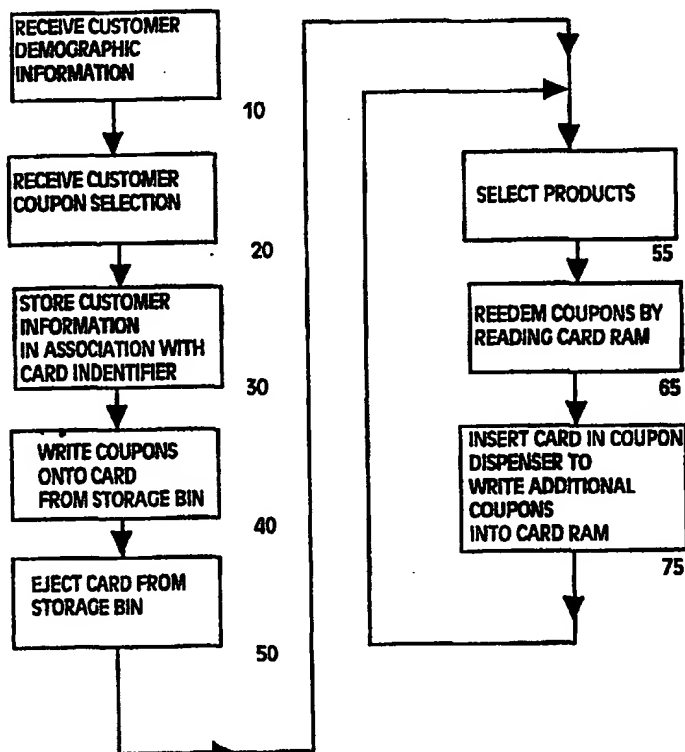 RECEIVE CUSTOMER
DEMOGRAPHIC
INFORMATION
10
RECEIVE CUSTOMER
COUPON SELECTION
20
STORE CUSTOMER
INFORMATION
IN ASSOCIATION WITH
CARD INDENTIFIER
30
WRITE COUPONS
ONTO CARD
FROM STORAGE BIN
40
EJECT CARD FROM
STORAGE BIN
50
SELECT PRODUCTS
55
REEDEM COUPONS BY
READING CARD RAM
65
INSERT CARD IN COUPON
DISPENSER TO
WRITE ADDITIONAL
COUPONS
INTO CARD RAM
75